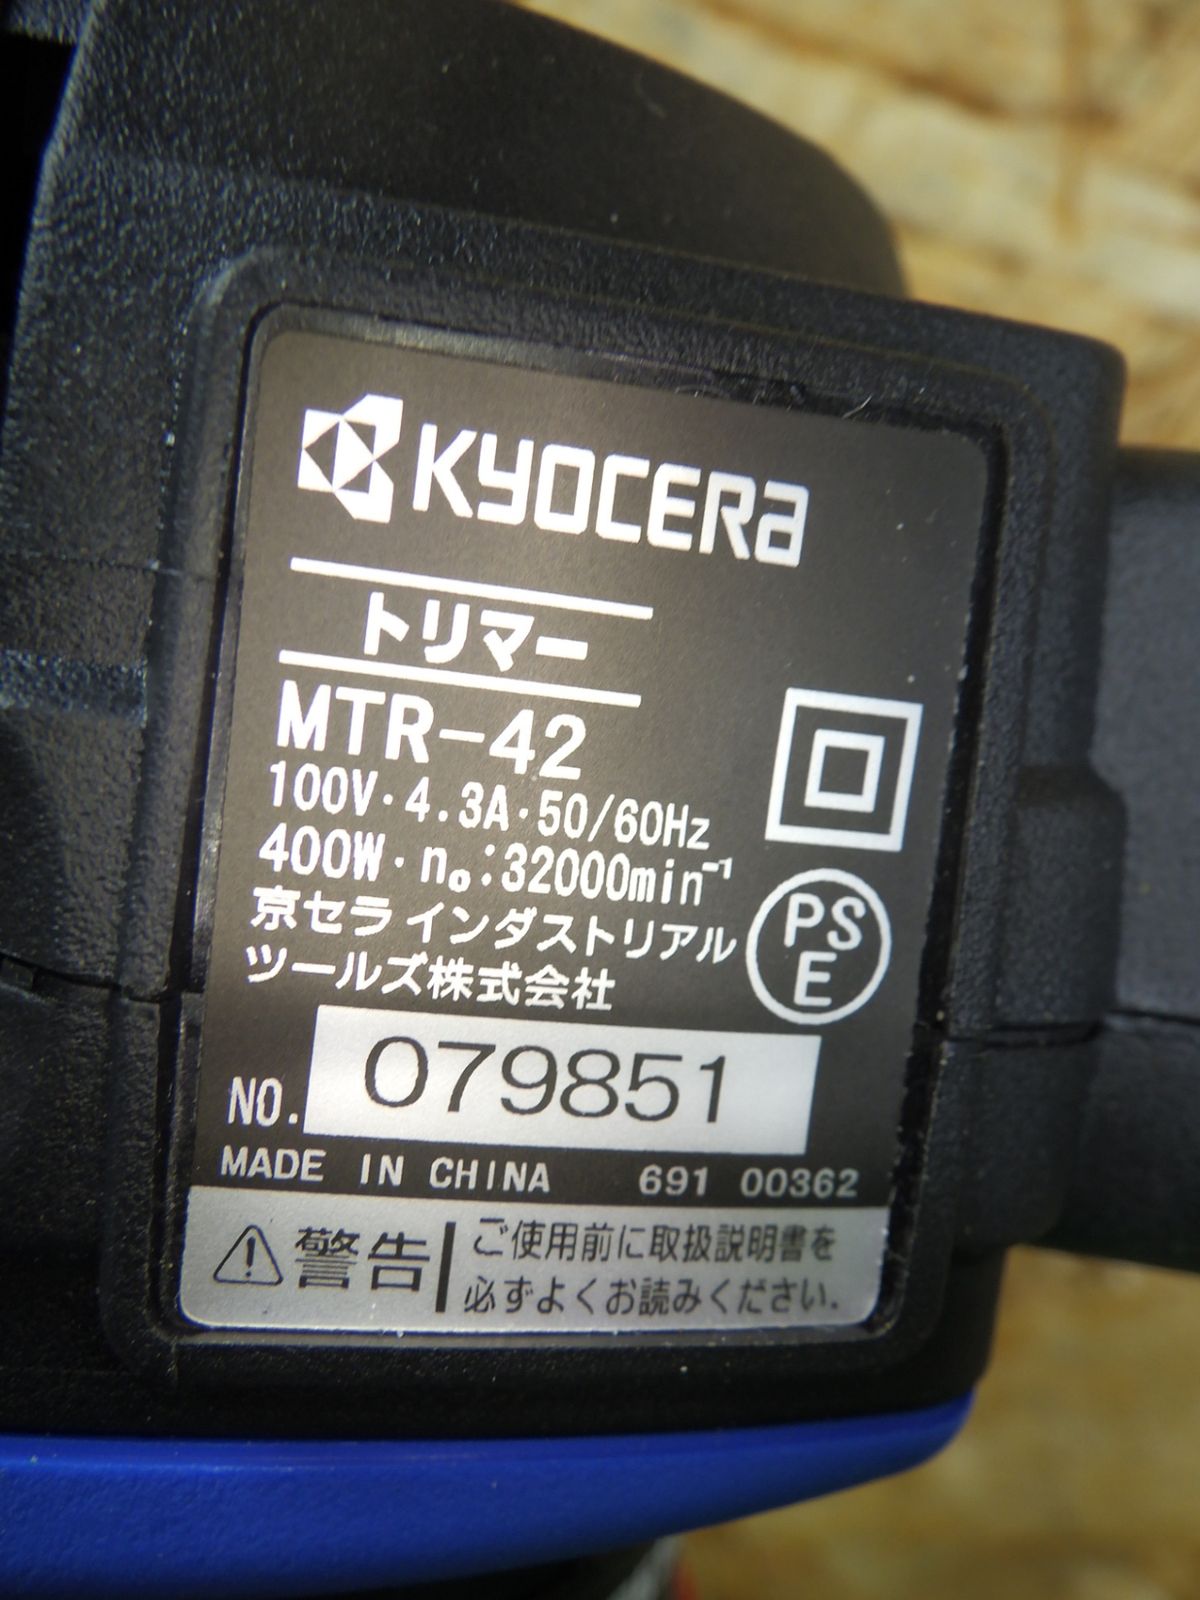 KYOCERA
トリマー
MTR-42
100V·4.3A·50/60Hz
400W·n₀:32000min⁻¹
京セラ インダストリアル
ツールズ株式会社
PS
E
NO. 079851
MADE IN CHINA 691 00362
警告
ご使用前に取扱説明書を
必ずよくお読みください.